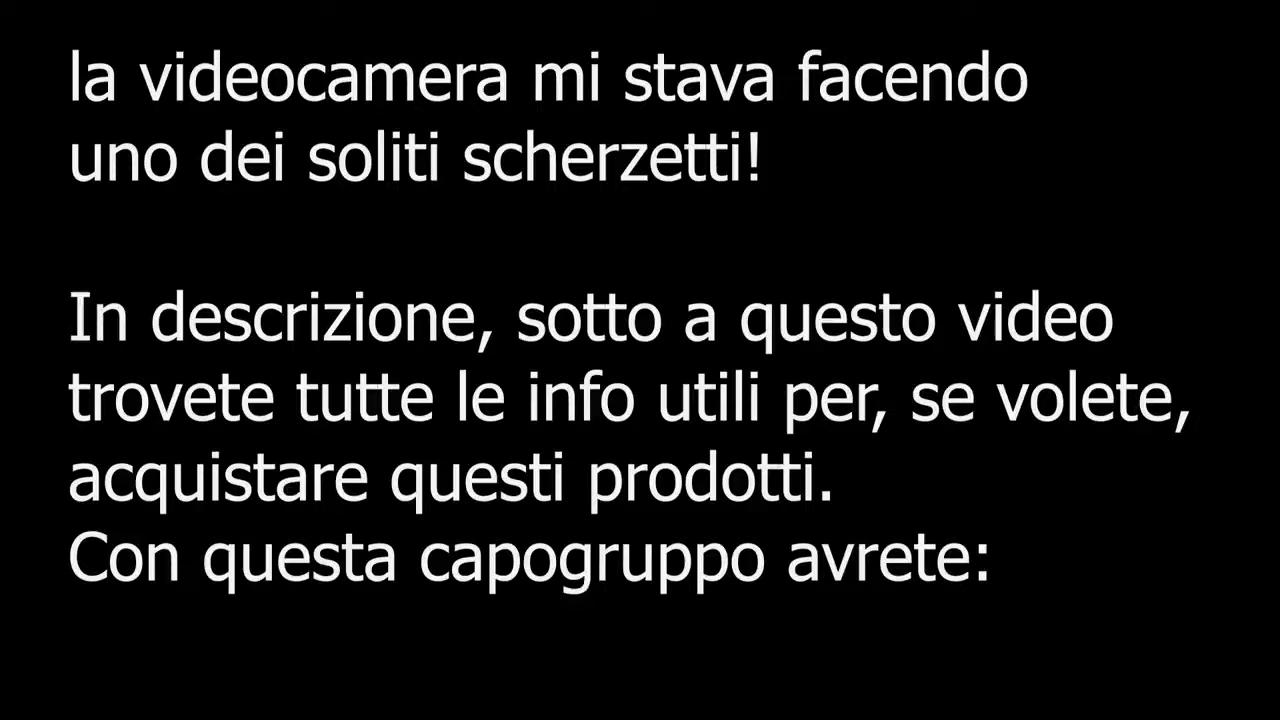 la videocamera mi stava facendo
uno dei soliti scherzetti!
In descrizione, sotto a questo video
trovete tutte le info utili per, se volete,
acquistare questi prodotti.
Con questa capogruppo avrete: